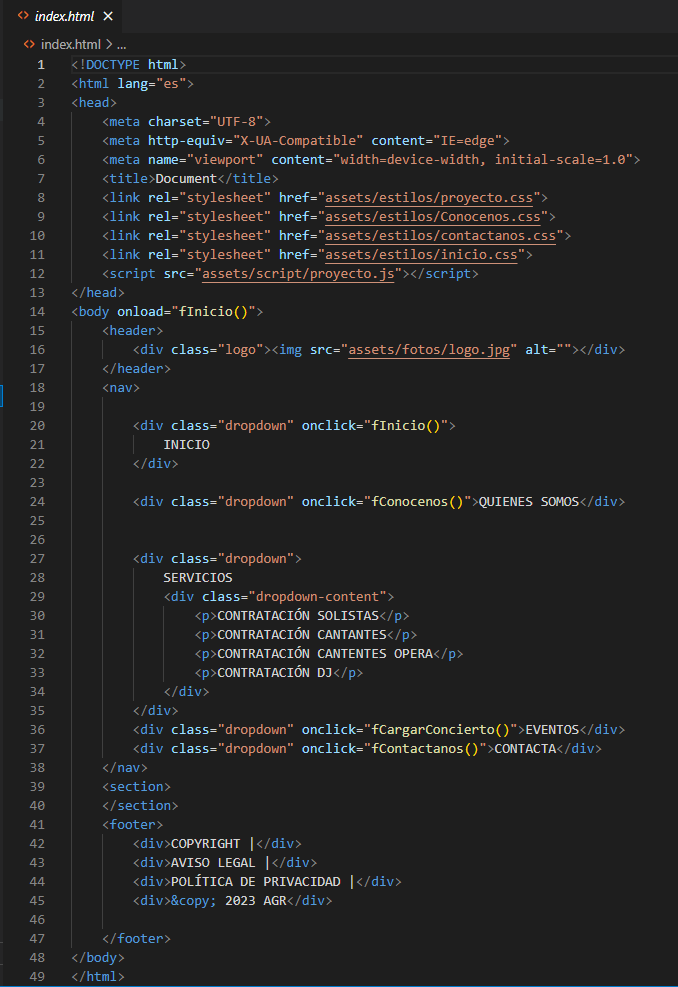 index.html
index.html > ...
1 <!DOCTYPE html>
2 <html lang="es">
3 <head>
4     <meta charset="UTF-8">
5     <meta http-equiv="X-UA-Compatible" content="IE=edge">
6     <meta name="viewport" content="width=device-width, initial-scale=1.0">
7     <title>Document</title>
8     <link rel="stylesheet" href="assets/estilos/proyecto.css">
9     <link rel="stylesheet" href="assets/estilos/Conocenos.css">
10     <link rel="stylesheet" href="assets/estilos/contactanos.css">
11     <link rel="stylesheet" href="assets/estilos/inicio.css">
12     <script src="assets/script/proyecto.js"></script>
13 </head>
14 <body onload="fInicio()">
15     <header>
16         <div class="logo"><img src="assets/fotos/logo.jpg" alt=""></div>
17     </header>
18     <nav>
19
20         <div class="dropdown" onclick="fInicio()">
21             INICIO
22         </div>
23
24         <div class="dropdown" onclick="fConocenos()">QUIENES SOMOS</div>
25
26
27         <div class="dropdown">
28             SERVICIOS
29             <div class="dropdown-content">
30                 <p>CONTRATACIÓN SOLISTAS</p>
31                 <p>CONTRATACIÓN CANTANTES</p>
32                 <p>CONTRATACIÓN CANTENTES OPERA</p>
33                 <p>CONTRATACIÓN DJ</p>
34             </div>
35         </div>
36         <div class="dropdown" onclick="fCargarConcierto()">EVENTOS</div>
37         <div class="dropdown" onclick="fContactanos()">CONTACTA</div>
38     </nav>
39     <section>
40     </section>
41     <footer>
42         <div>COPYRIGHT |</div>
43         <div>AVISO LEGAL |</div>
44         <div>POLÍTICA DE PRIVACIDAD |</div>
45         <div>&copy; 2023 AGR</div>
46
47     </footer>
48 </body>
49 </html>